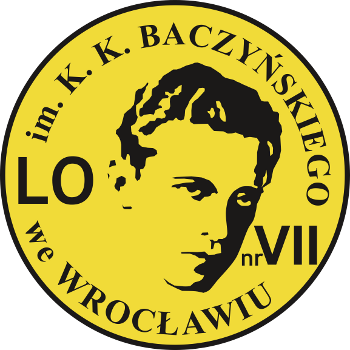 im. K. K. BACZYŃSKIEGO
LO
nr VII
we WROCŁAWIU